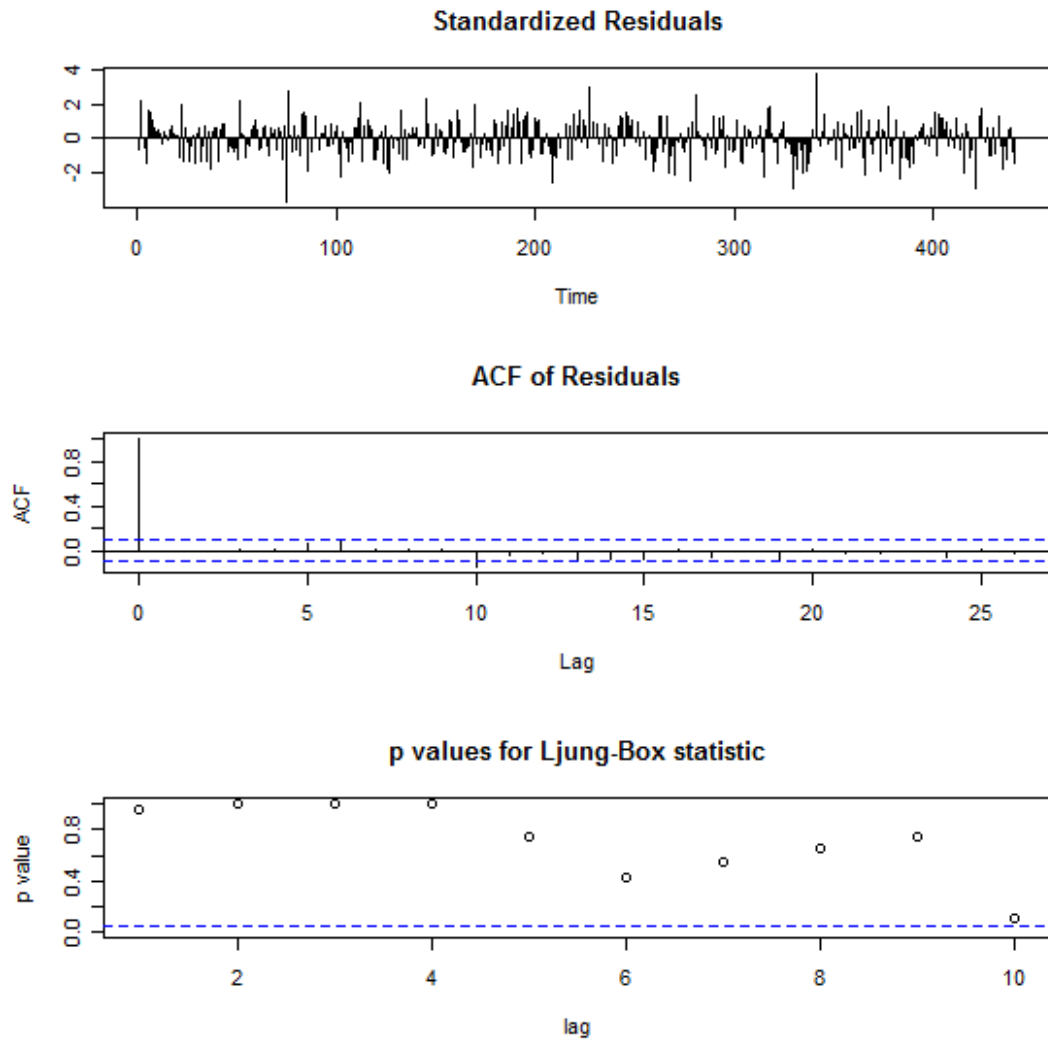 Standardized Residuals
4
2
0
-2
0 100 200 300 400
Time
ACF of Residuals
ACF
0.8
0.4
0.0
0 5 10 15 20 25
Lag
p values for Ljung-Box statistic
p value
0.8
0.4
0.0
2 4 6 8 10
lag